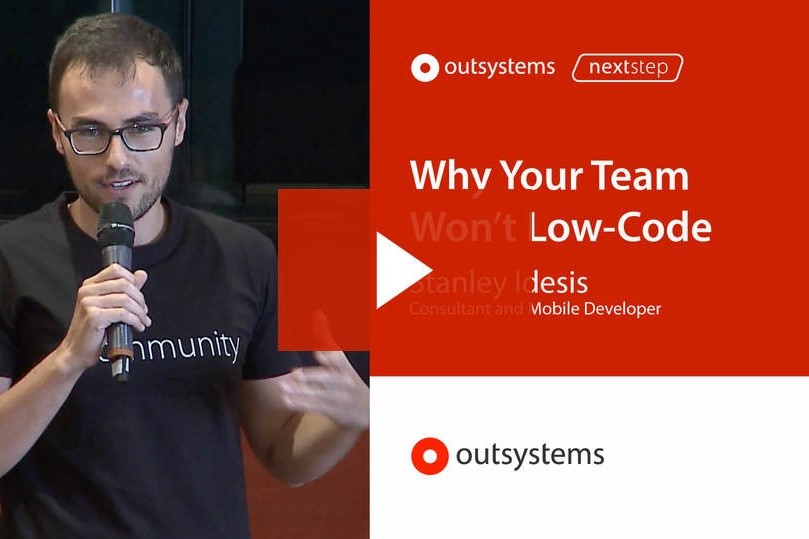 outsystems nextstep
Why Your Team
Won't Low-Code
Stanley Idesis
Consultant and Mobile Developer
mmunity
outsystems